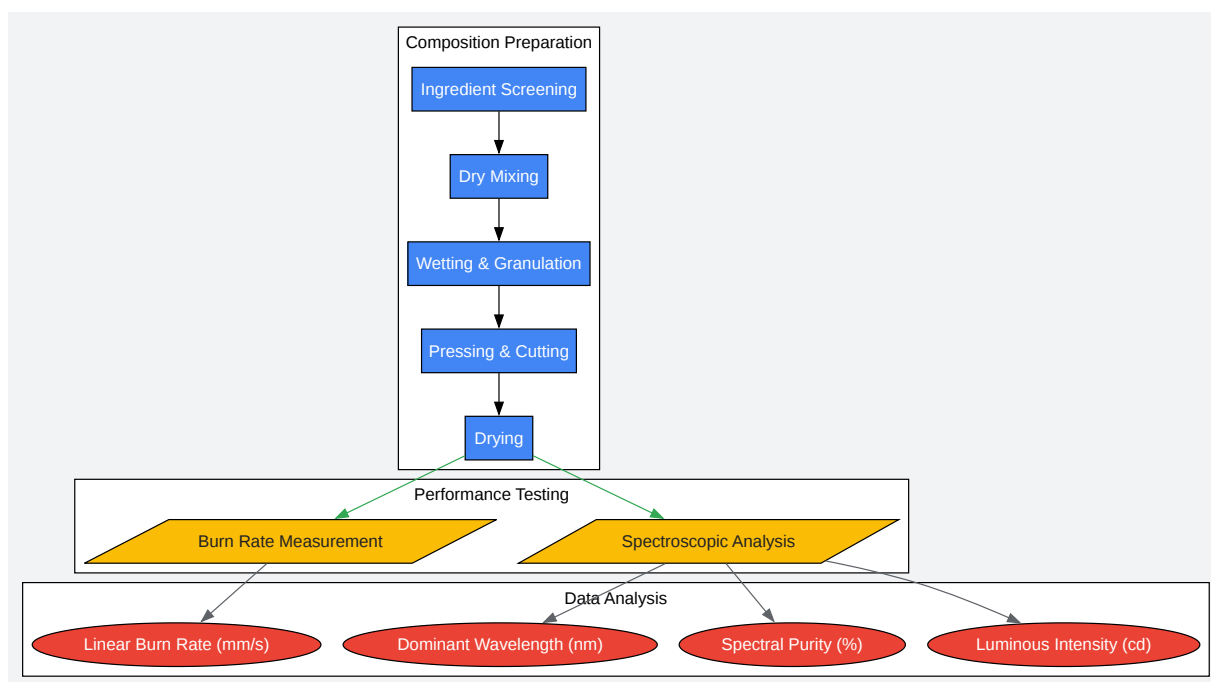 Composition Preparation
Ingredient Screening
Dry Mixing
Wetting & Granulation
Pressing & Cutting
Drying
Performance Testing
Burn Rate Measurement
Spectroscopic Analysis
Data Analysis
Linear Burn Rate (mm/s)
Dominant Wavelength (nm)
Spectral Purity (%)
Luminous Intensity (cd)